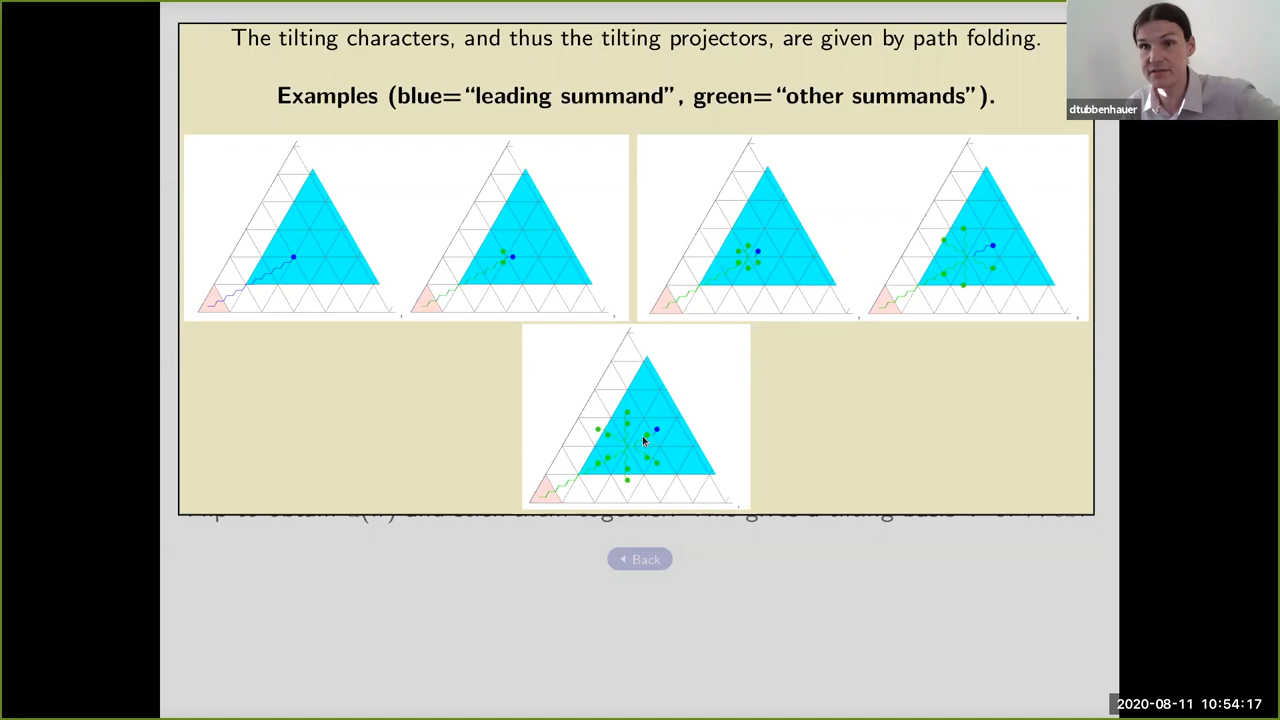 The tilting characters, and thus the tilting projectors, are given by path folding.
Examples (blue=“leading summand”, green=“other summands”).
dtubbenhauer
Back
2020-08-11 10:54:17